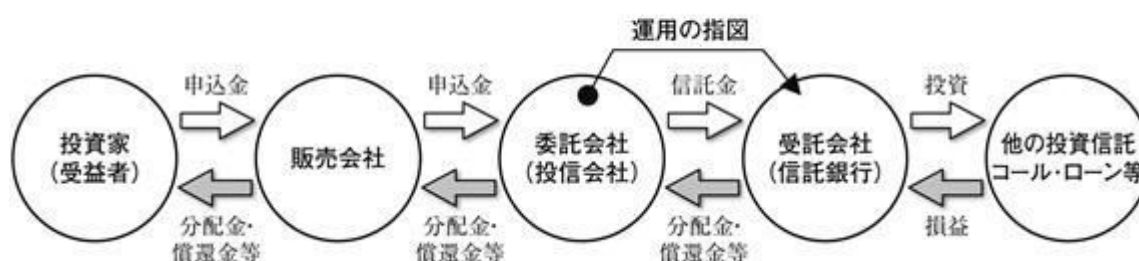 運用の指図
申込金
申込金
信託金
投資
投資家
(受益者)
販売会社
委託会社
(投信会社)
受託会社
(信託銀行)
他の投資信託
コール・ローン等
分配金・
償還金等
分配金・
償還金等
分配金・
償還金等
損益